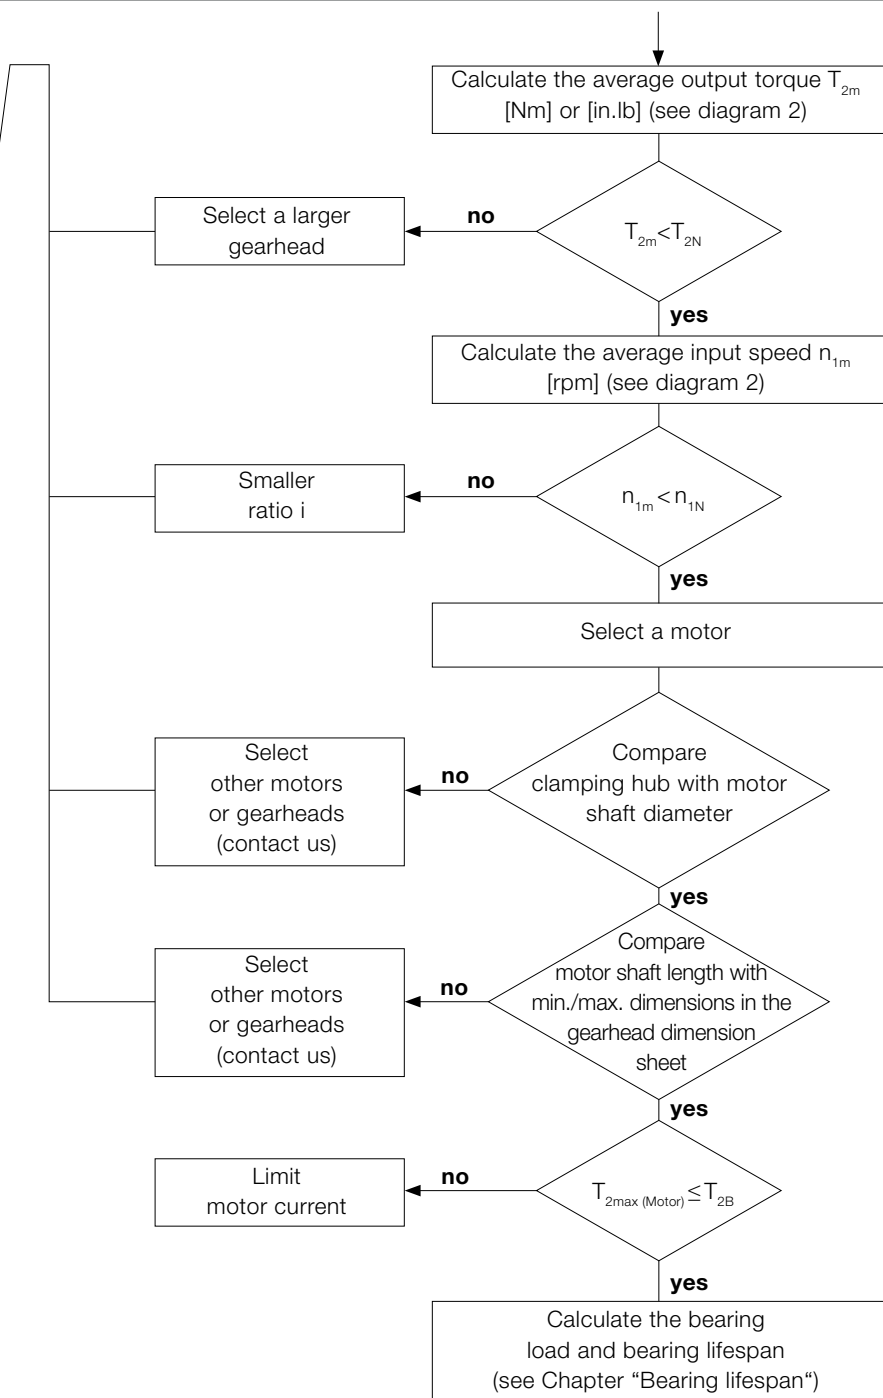 Calculate the average output torque T2m
[Nm] or [in.lb] (see diagram 2)
Select a larger
gearhead
no
T2m<T2N
yes
Calculate the average input speed n1m
[rpm] (see diagram 2)
Smaller
ratio i
no
n1m<n1N
yes
Select a motor
Select
other motors
or gearheads
(contact us)
no
Compare
clamping hub with motor
shaft diameter
yes
Select
other motors
or gearheads
(contact us)
no
Compare
motor shaft length with
min./max. dimensions in the
gearhead dimension
sheet
yes
Limit
motor current
no
T2max (Motor)≤T2B
yes
Calculate the bearing
load and bearing lifespan
(see Chapter “Bearing lifespan“)